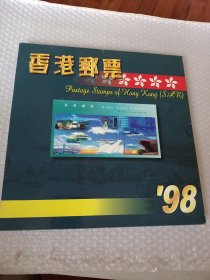 香港郵票
Postage Stamps of Hong Kong (SAR)
'98